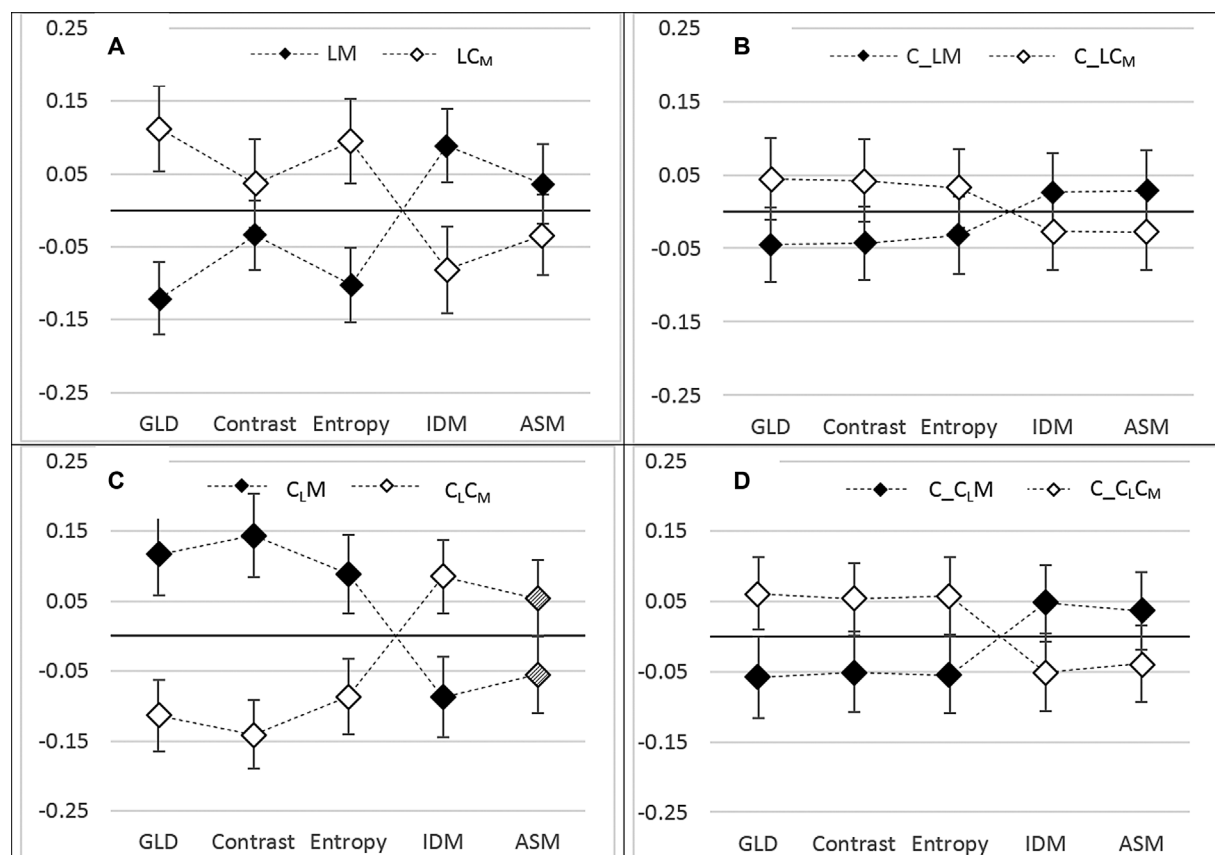 A
LM LCM
0.25
0.15
0.05
-0.05
-0.15
-0.25
GLD Contrast Entropy IDM ASM
B
C_LM C_LCM
0.25
0.15
0.05
-0.05
-0.15
-0.25
GLD Contrast Entropy IDM ASM
C
CLM CLCM
0.25
0.15
0.05
-0.05
-0.15
-0.25
GLD Contrast Entropy IDM ASM
D
C_CLM C_CLCM
0.25
0.15
0.05
-0.05
-0.15
-0.25
GLD Contrast Entropy IDM ASM